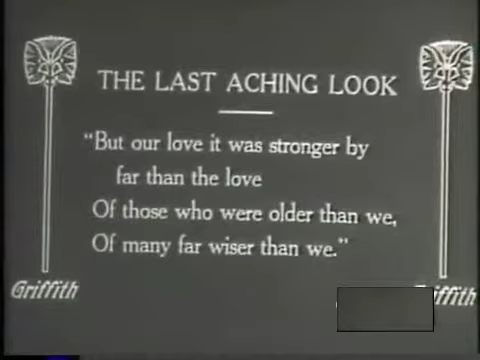 THE LAST ACHING LOOK
"But our love it was stronger by
far than the love
Of those who were older than we,
Of many far wiser than we."
Griffith
iffith